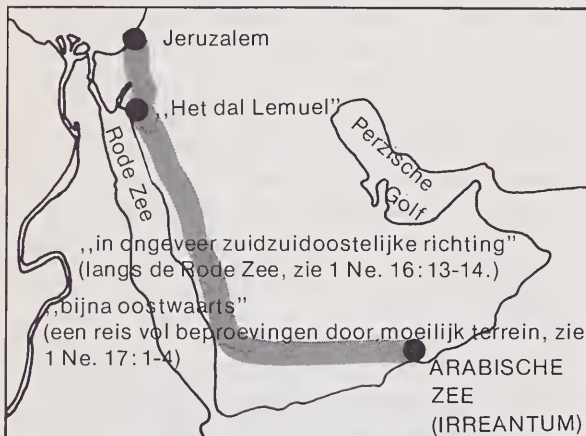 Jeruzalem
,,Het dal Lemuel”
Rode Zee
Perzische
Golf
,,in ongeveer zuidzuidoostelijke richting”
(langs de Rode Zee, zie 1 Ne. 16:13-14.)
,,bijna oostwaarts”
(een reis vol beproevingen door moeilijk terrein, zie
1 Ne. 17:1-4)
ARABISCHE
ZEE
(IRREANTUM)